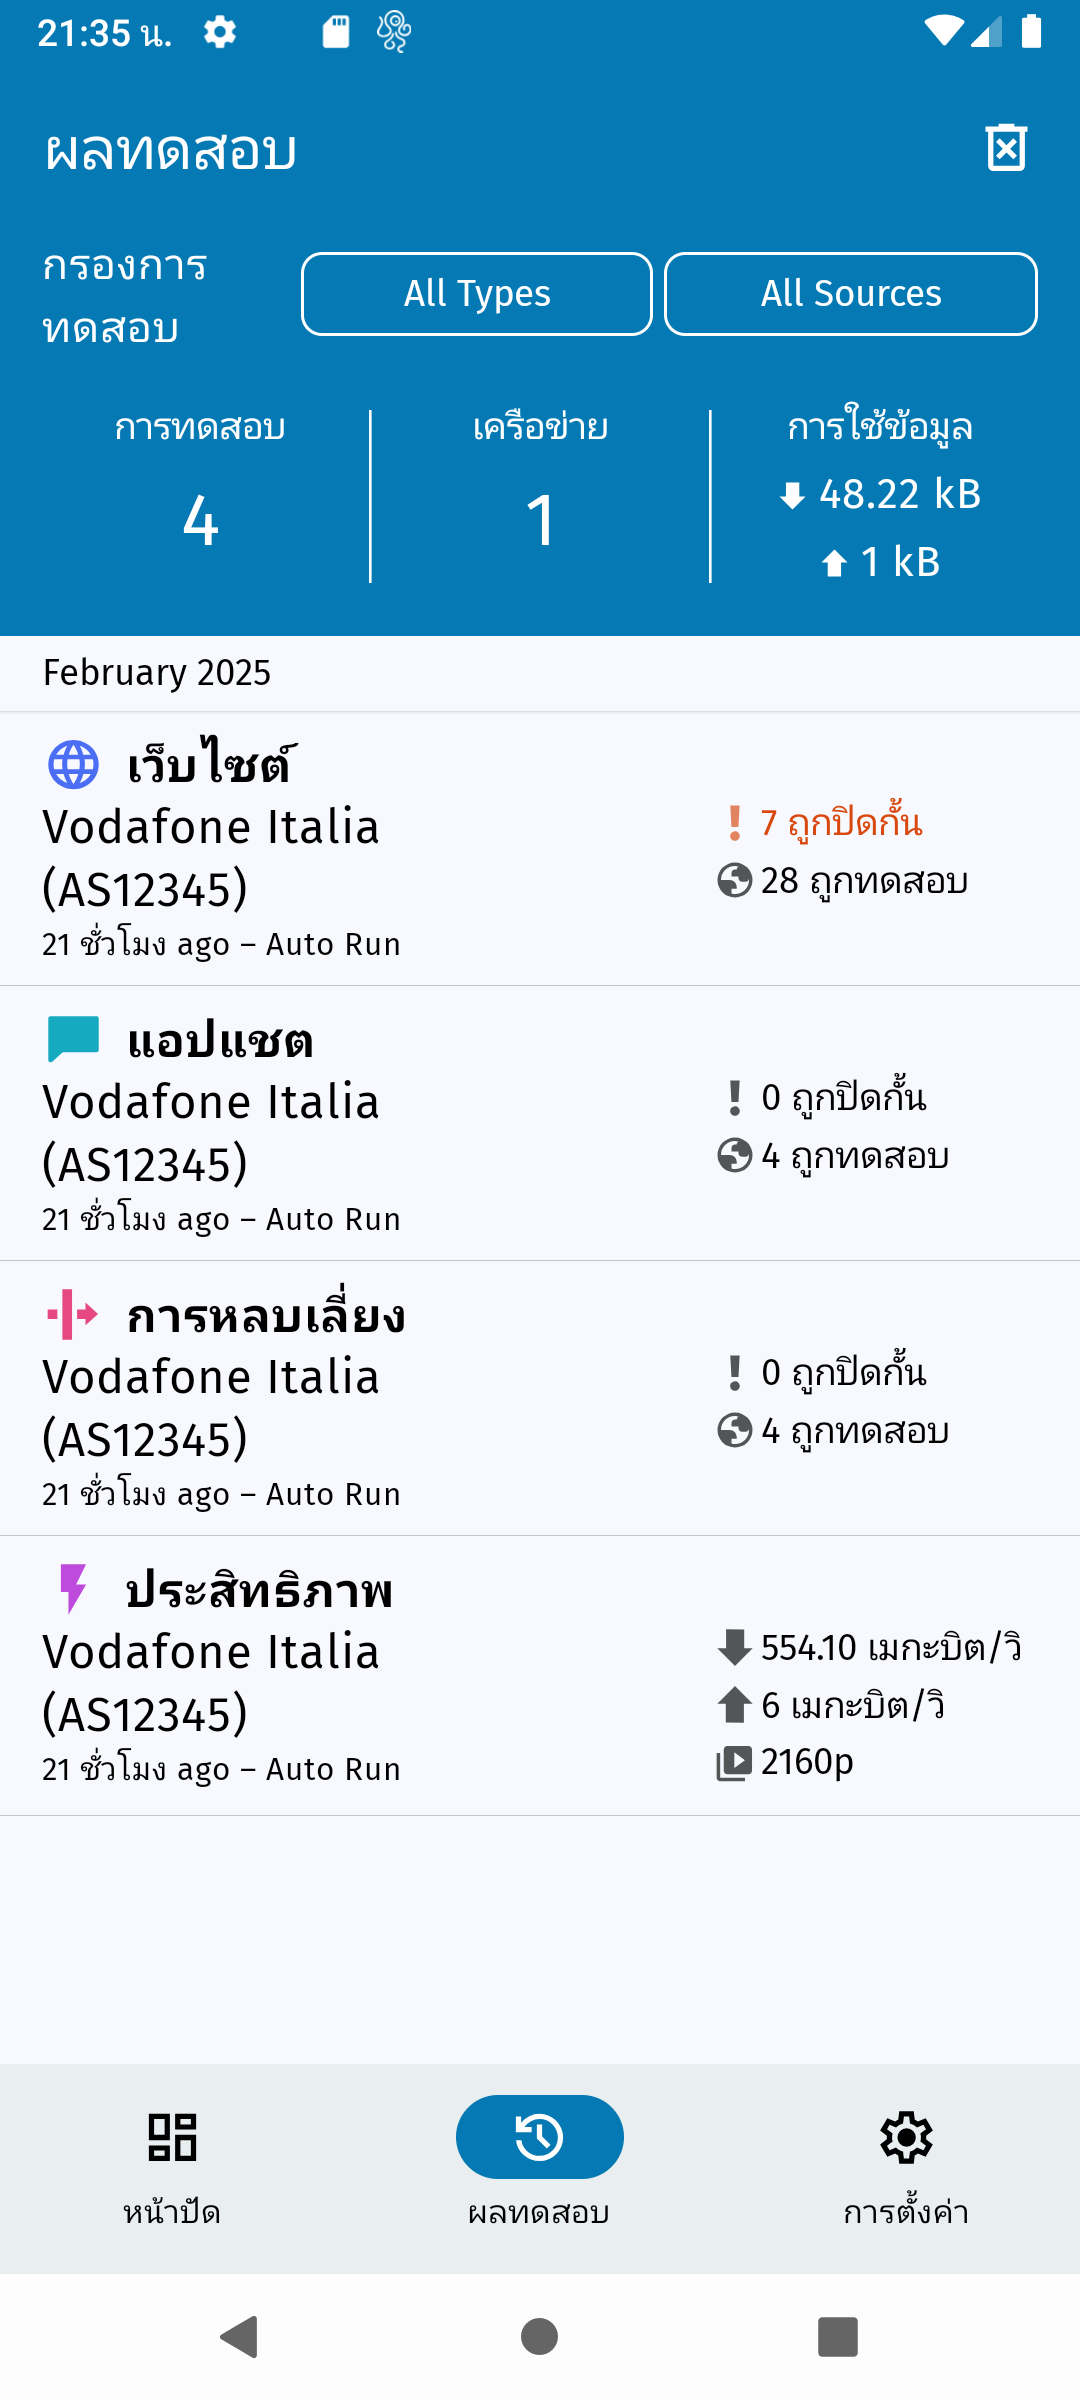 21:35 น.
ผลทดสอบ
กรองการ
ทดสอบ
All Types
All Sources
การทดสอบ
4
เครือข่าย
1
การใช้ข้อมูล
48.22 kB
1 kB
February 2025
เว็บไซต์
Vodafone Italia
(AS12345)
21 ชั่วโมง ago – Auto Run
7 ถูกปิดกั้น
28 ถูกทดสอบ
แอปแชต
Vodafone Italia
(AS12345)
21 ชั่วโมง ago – Auto Run
0 ถูกปิดกั้น
4 ถูกทดสอบ
การหลบเลี่ยง
Vodafone Italia
(AS12345)
21 ชั่วโมง ago – Auto Run
0 ถูกปิดกั้น
4 ถูกทดสอบ
ประสิทธิภาพ
Vodafone Italia
(AS12345)
21 ชั่วโมง ago – Auto Run
554.10 เมกะบิต/วิ
6 เมกะบิต/วิ
2160p
หน้าปัด
ผลทดสอบ
การตั้งค่า